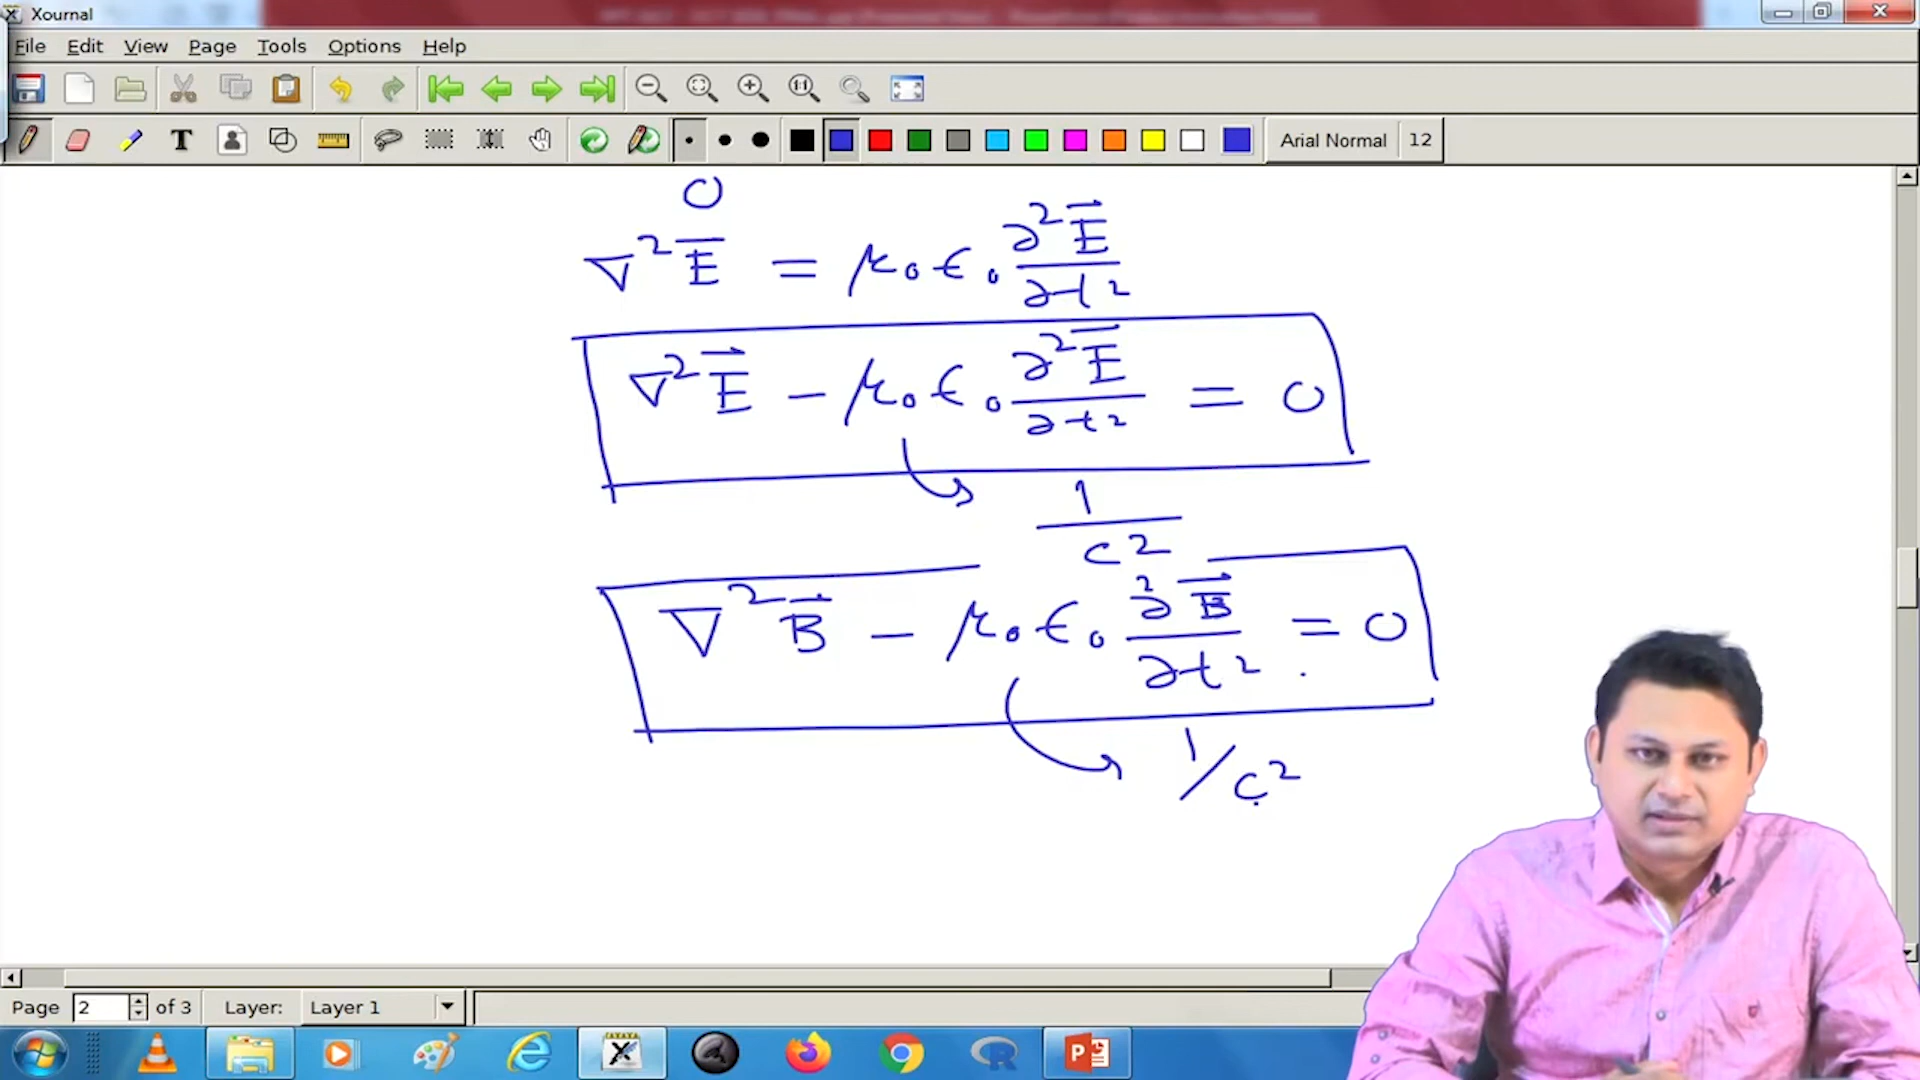 Xournal
File Edit View Page Tools Options Help
T Arial Normal 12
0
∇²E̅ = μ₀ϵ₀ ∂²E⃗/∂t²
∇²E⃗ − μ₀ϵ₀ ∂²E⃗/∂t² = 0
1/c²
∇²B⃗ − μ₀ϵ₀ ∂²B⃗/∂t² = 0
1/c²
Page 2 of 3 Layer: Layer 1